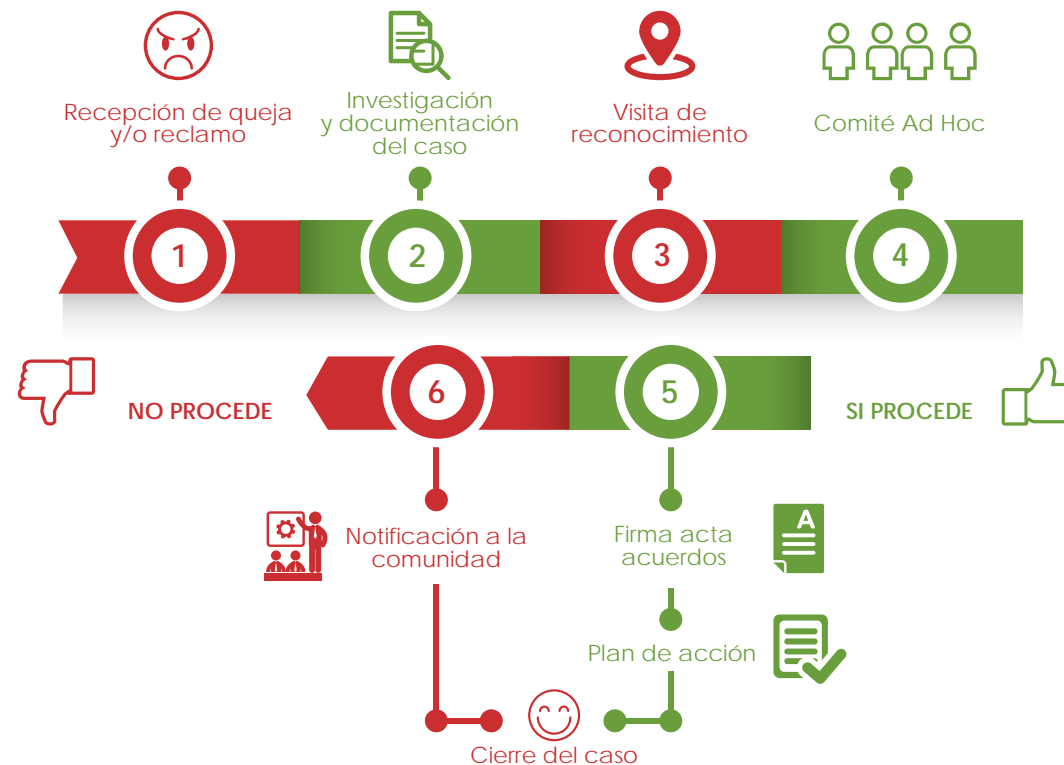 Recepción de queja
y/o reclamo
Investigación
y documentación
del caso
Visita de
reconocimiento
Comité Ad Hoc
1
2
3
4
NO PROCEDE
6
5
SI PROCEDE
Notificación a la
comunidad
Firma acta
acuerdos
A
Plan de acción
Cierre del caso